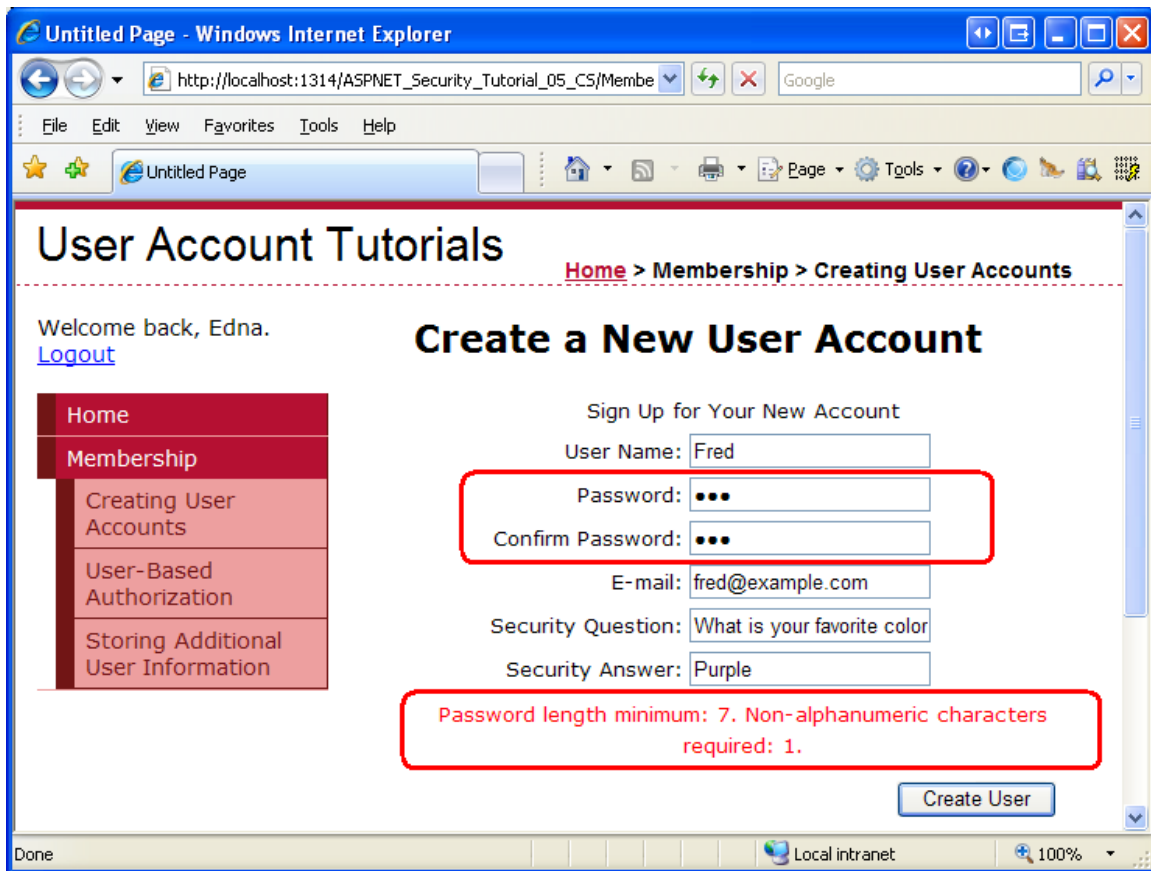 Untitled Page - Windows Internet Explorer
http://localhost:1314/ASPNET_Security_Tutorial_05_CS/Membe
Google
File Edit View Favorites Tools Help
Untitled Page
Page
Tools
User Account Tutorials
Home > Membership > Creating User Accounts
Welcome back, Edna.
Logout
Home
Membership
Creating User
Accounts
User-Based
Authorization
Storing Additional
User Information
Create a New User Account
Sign Up for Your New Account
User Name: Fred
Password: •••
Confirm Password: •••
E-mail: fred@example.com
Security Question: What is your favorite color
Security Answer: Purple
Password length minimum: 7. Non-alphanumeric characters
required: 1.
Create User
Done
Local intranet
100%